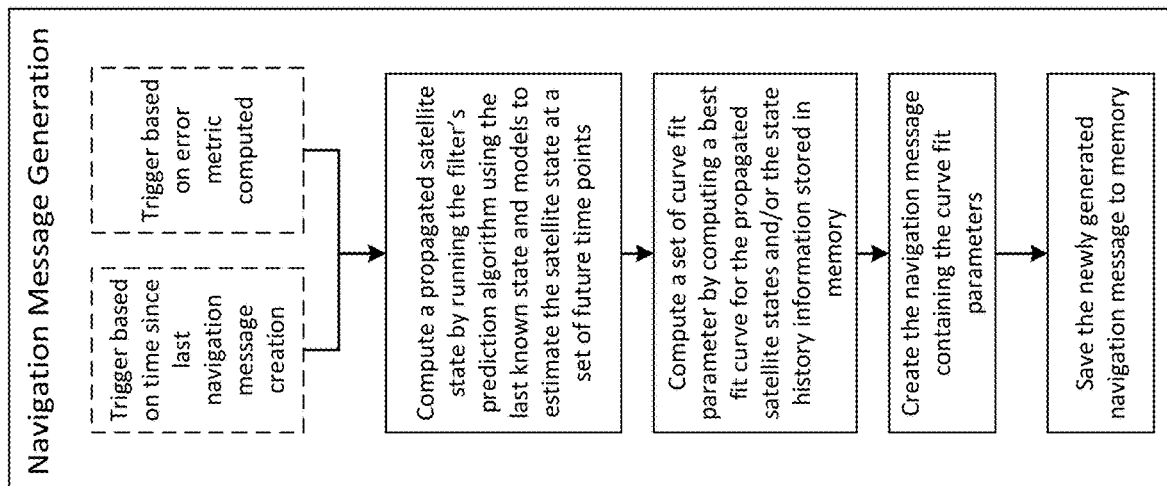 Navigation Message Generation
Trigger based
on time since
last
navigation
message
creation
Trigger based
on error
metric
computed
Compute a propagated satellite
state by running the filter's
prediction algorithm using the
last known state and models to
estimate the satellite state at a
set of future time points
Compute a set of curve fit
parameter by computing a best
fit curve for the propagated
satellite states and/or the state
history information stored in
memory
Create the navigation message
containing the curve fit
parameters
Save the newly generated
navigation message to memory